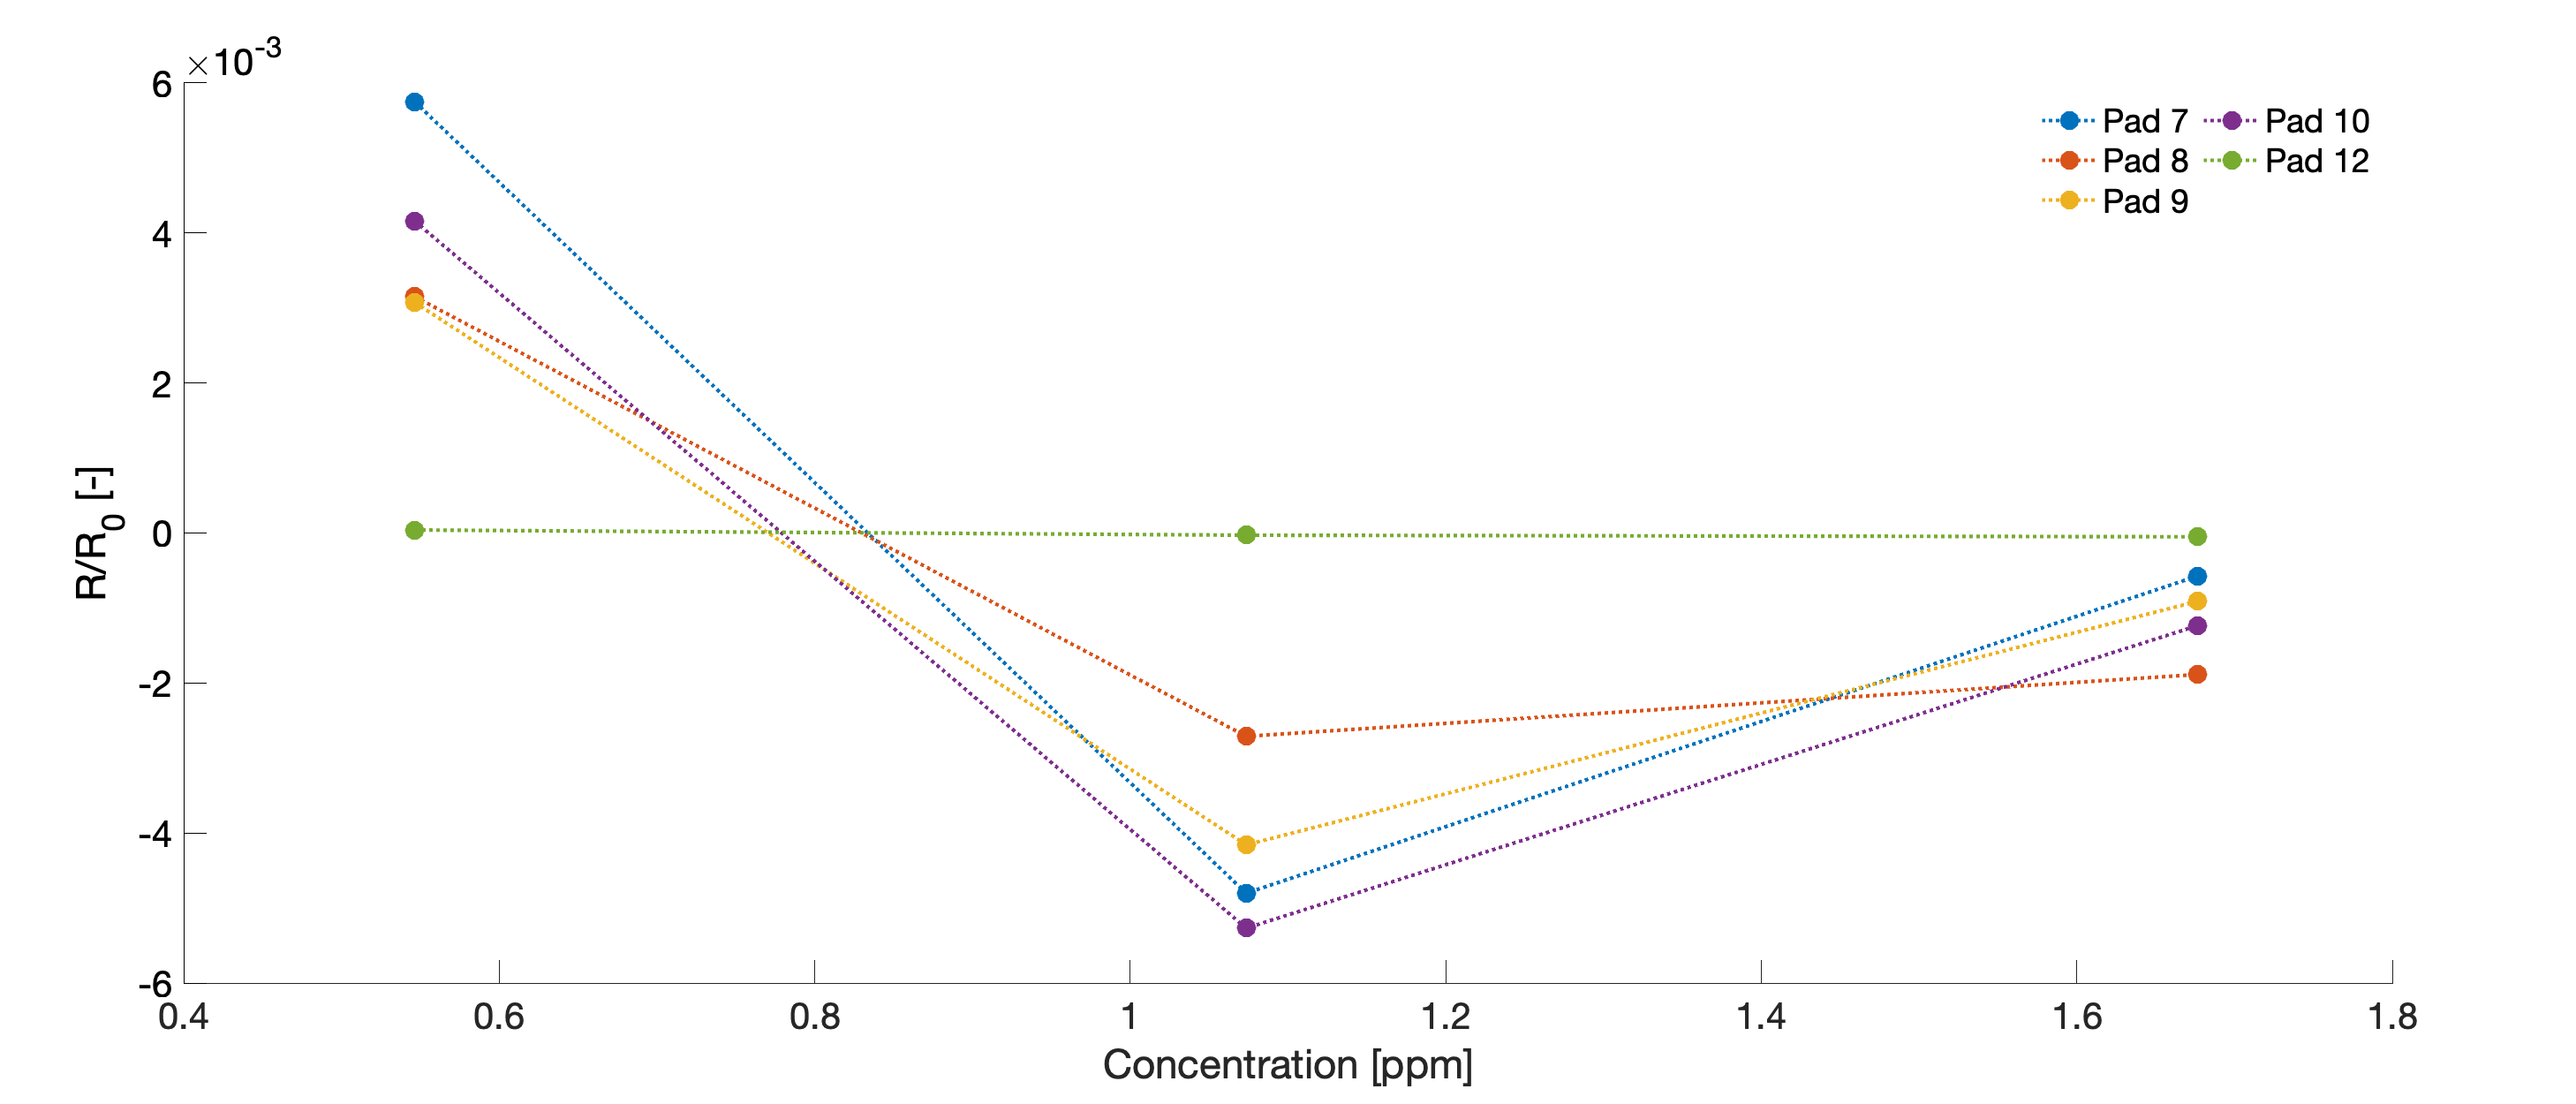 ×10⁻³
6
4
2
0
-2
-4
-6
R/R₀ [-]
0.4 0.6 0.8 1 1.2 1.4 1.6 1.8
Concentration [ppm]
Pad 7 Pad 10
Pad 8 Pad 12
Pad 9